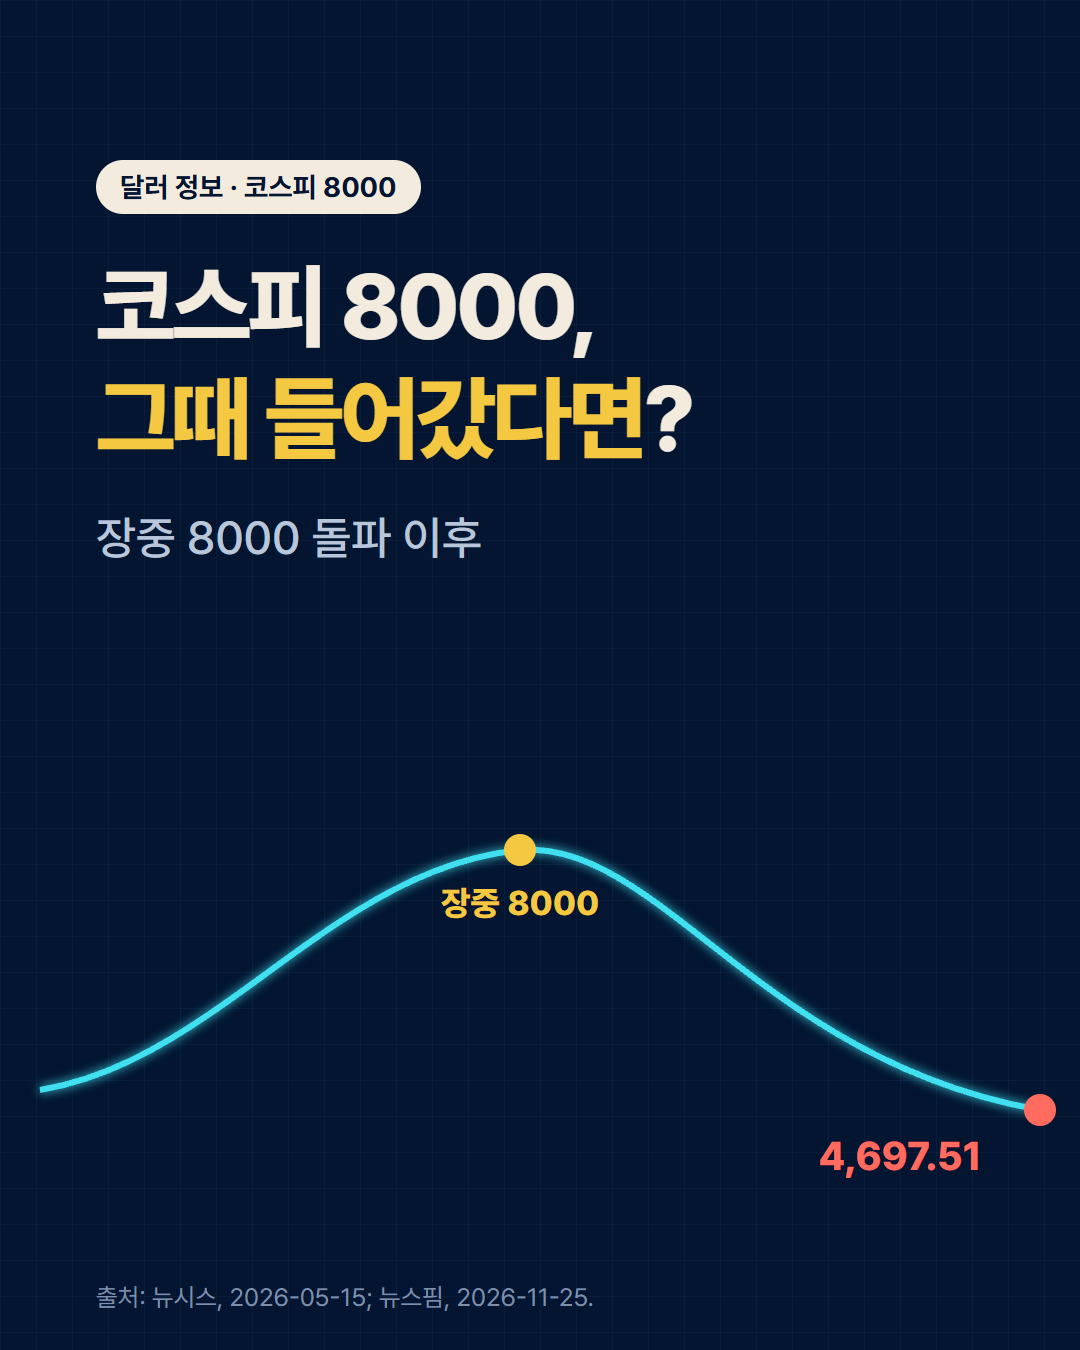 달러 정보 · 코스피 8000
코스피 8000,
그때 들어갔다면?
장중 8000 돌파 이후
장중 8000
4,697.51
출처: 뉴시스, 2026-05-15; 뉴스핌, 2026-11-25.